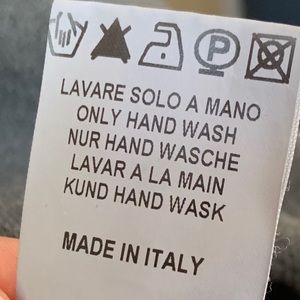 P
LAVARE SOLO A MANO
ONLY HAND WASH
NUR HAND WASCHE
LAVAR A LA MAIN
KUND HAND WASK
MADE IN ITALY